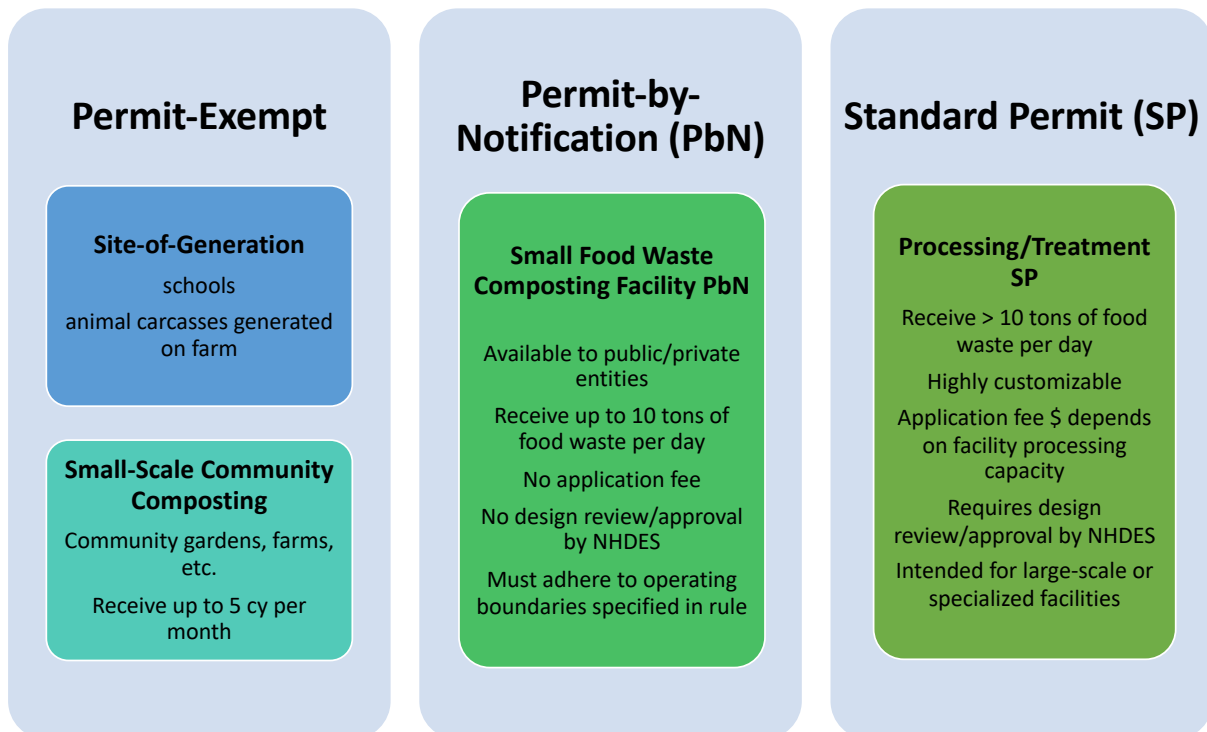 Permit-Exempt
Site-of-Generation
schools
animal carcasses generated
on farm
Small-Scale Community
Composting
Community gardens, farms,
etc.
Receive up to 5 cy per
month
Permit-by-
Notification (PbN)
Small Food Waste
Composting Facility PbN
Available to public/private
entities
Receive up to 10 tons of
food waste per day
No application fee
No design review/approval
by NHDES
Must adhere to operating
boundaries specified in rule
Standard Permit (SP)
Processing/Treatment
SP
Receive > 10 tons of food
waste per day
Highly customizable
Application fee $ depends
on facility processing
capacity
Requires design
review/approval by NHDES
Intended for large-scale or
specialized facilities